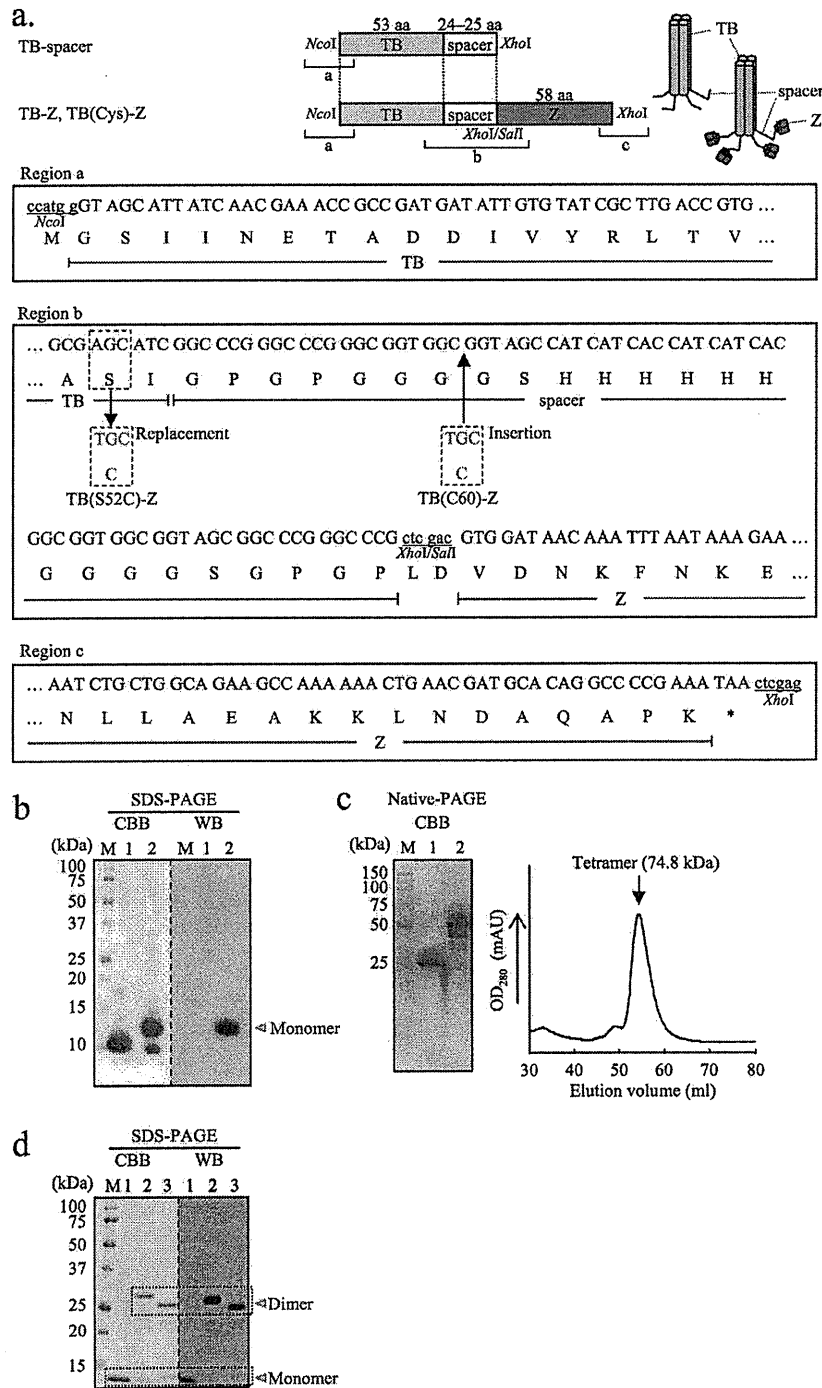 a.
53 aa 24–25 aa
TB-spacer NcoI TB spacer XhoI
a
TB
58 aa
spacer
TB-Z, TB(Cys)-Z NcoI TB spacer Z XhoI
Z
XhoI/SalI
a b c
Region a
ccatg gGT AGC ATT ATC AAC GAA ACC GCC GAT GAT ATT GTG TAT CGC TTG ACC GTG ...
NcoI
M G S I I N E T A D D I V Y R L T V ...
TB
Region b
... GCG AGC ATC GGC CCG GGC CCG GGC GGT GGC GGT AGC CAT CAT CAC CAT CAT CAC
... A S I G P G P G G G G S H H H H H H
TB spacer
TGC Replacement TGC Insertion
C C
TB(S52C)-Z TB(C60)-Z
GGC GGT GGC GGT AGC GGC CCG GGC CCG ctc gac GTG GAT AAC AAA TTT AAT AAA GAA ...
XhoI/SalI
G G G G S G P G P L D V D N K F N K E ...
Z
Region c
... AAT CTG CTG GCA GAA GCC AAA AAA CTG AAC GAT GCA CAG GCC CCG AAA TAA ctcgag
XhoI
... N L L A E A K K L N D A Q A P K *
Z
b
SDS-PAGE
CBB WB
(kDa) M 1 2 M 1 2
100
75
50
37
25
20
15
10
Monomer
c
Native-PAGE
CBB
(kDa) M 1 2
150
100
75
50
25
Tetramer (74.8 kDa)
OD280 (mAU)
30 40 50 60 70 80
Elution volume (ml)
d
SDS-PAGE
CBB WB
(kDa) M 1 2 3 1 2 3
100
75
50
37
25
20
15
Dimer
Monomer